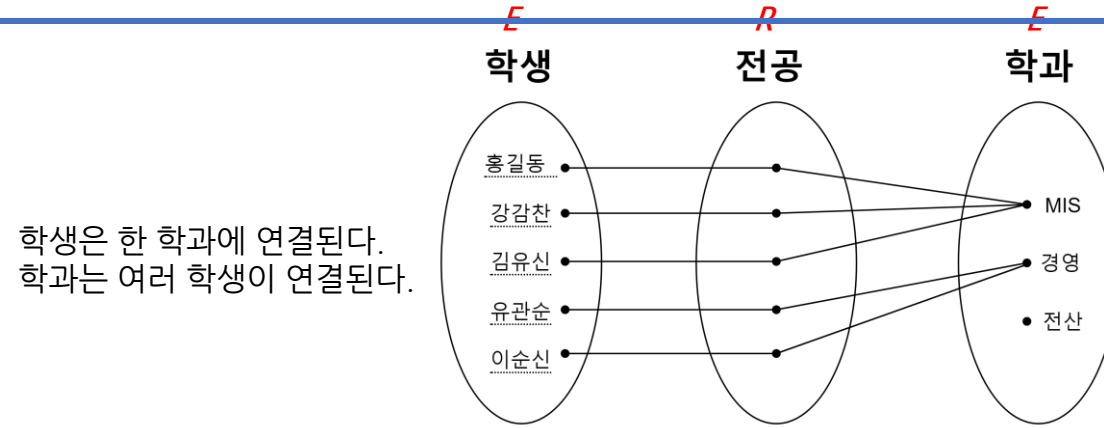 E R E
학생 전공 학과
홍길동
강감찬
김유신
유관순
이순신
MIS
경영
전산
학생은 한 학과에 연결된다.
학과는 여러 학생이 연결된다.